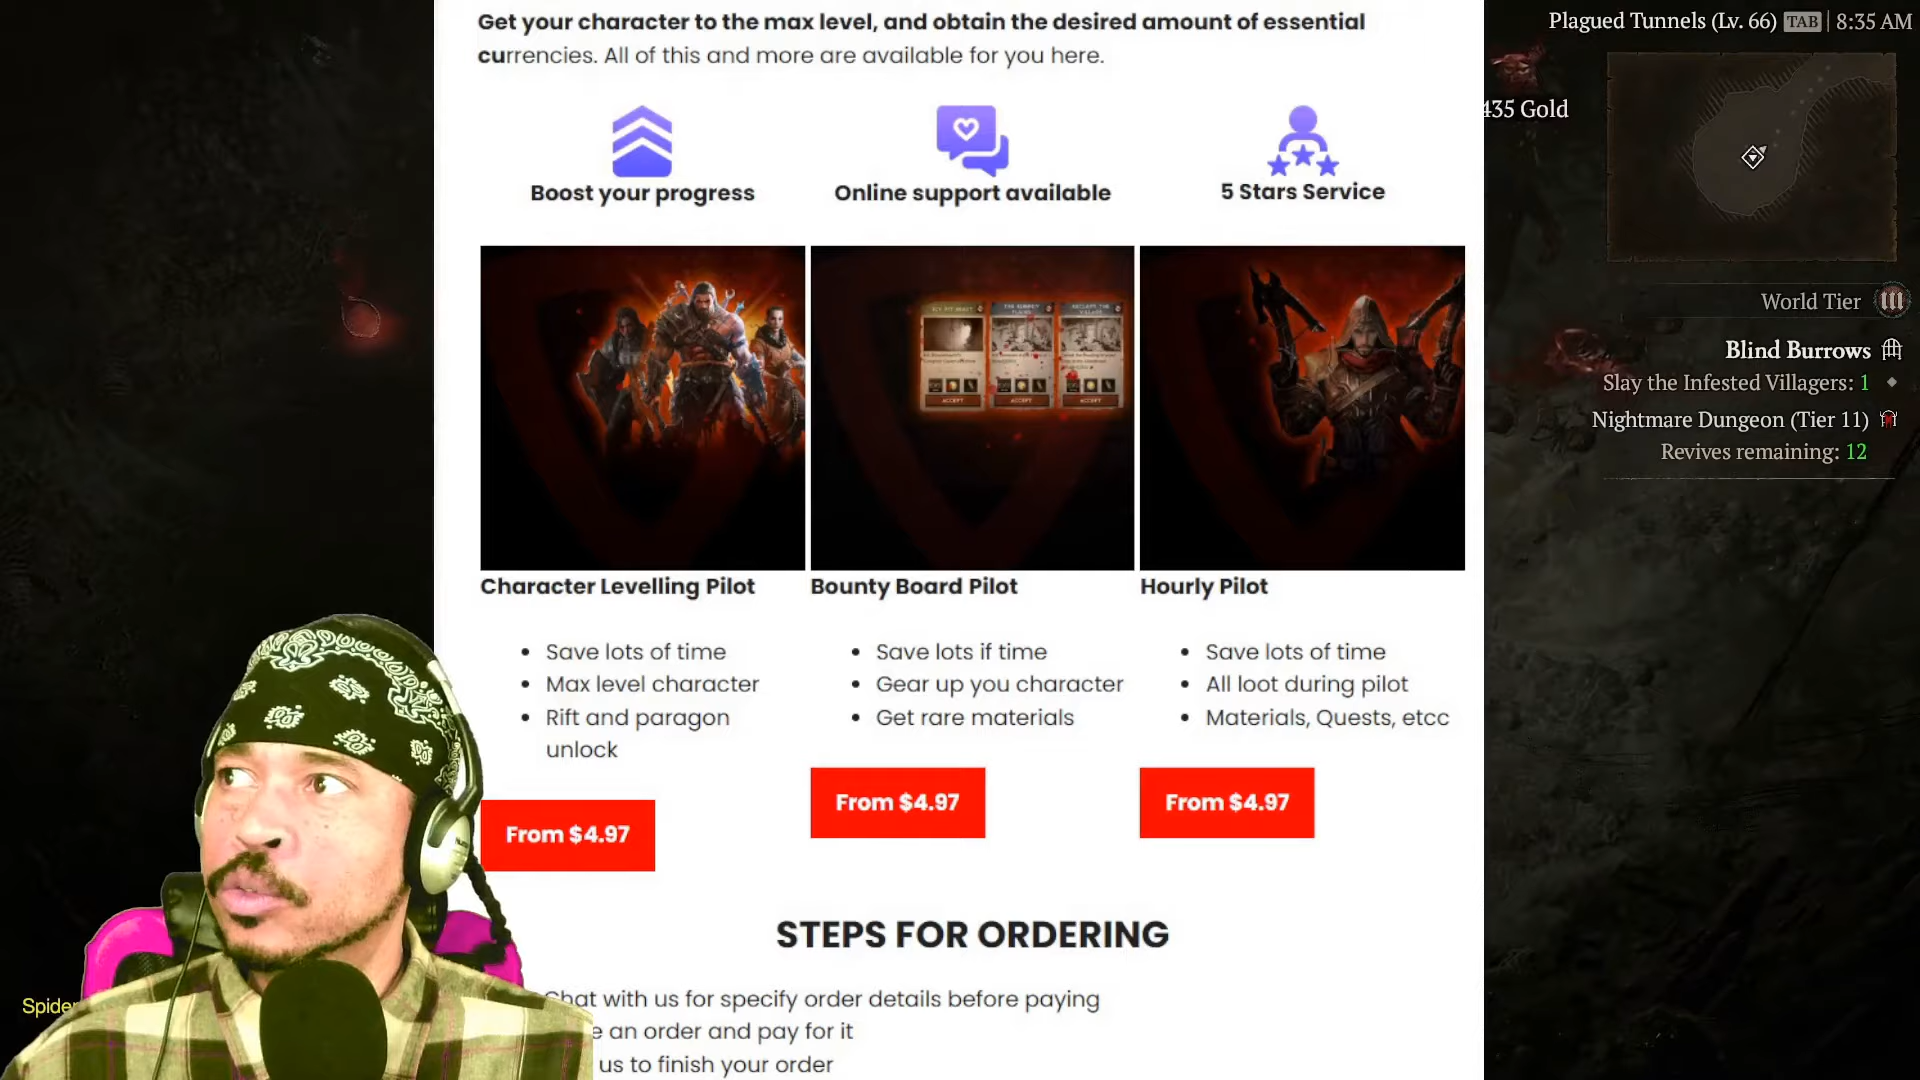 Get your character to the max level, and obtain the desired amount of essential
currencies. All of this and more are available for you here.
Boost your progress
Online support available
5 Stars Service
Character Levelling Pilot
Save lots of time
Max level character
Rift and paragon
unlock
From $4.97
ACCEPT
ACCEPT
ACCEPT
Bounty Board Pilot
Save lots if time
Gear up you character
Get rare materials
From $4.97
Hourly Pilot
Save lots of time
All loot during pilot
Materials, Quests, etcc
From $4.97
STEPS FOR ORDERING
Chat with us for specify order details before paying
an order and pay for it
us to finish your order
Plagued Tunnels (Lv. 66) TAB 8:35 AM
435 Gold
World Tier III
Blind Burrows
Slay the Infested Villagers: 1
Nightmare Dungeon (Tier 11)
Revives remaining: 12
Spider